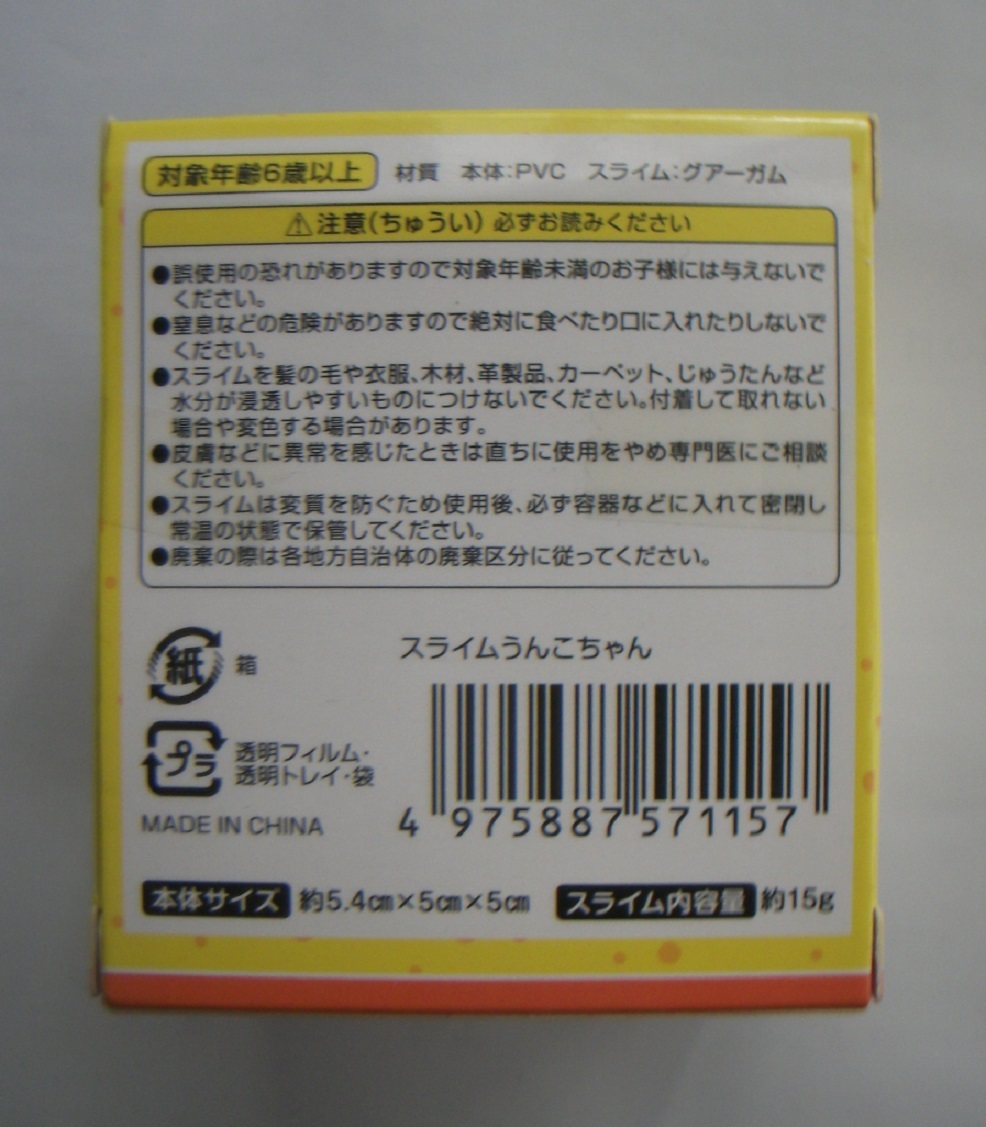 対象年齢6歳以上 材質 本体:PVC スライム:グアーガム
⚠注意(ちゅうい) 必ずお読みください
●誤使用の恐れがありますので対象年齢未満のお子様には与えないで
ください。
●窒息などの危険がありますので絶対に食べたり口に入れたりしないで
ください。
●スライムを髪の毛や衣服、木材、革製品、カーペット、じゅうたんなど
水分が浸透しやすいものにつけないでください。付着して取れない
場合や変色する場合があります。
●皮膚などに異常を感じたときは直ちに使用をやめ専門医にご相談
ください。
●スライムは変質を防ぐため使用後、必ず容器などに入れて密閉し
常温の状態で保管してください。
●廃棄の際は各地方自治体の廃棄区分に従ってください。
紙 箱
プラ 透明フィルム・
透明トレイ・袋
MADE IN CHINA
スライムうんこちゃん
4 975887 571157
本体サイズ 約5.4cm×5cm×5cm スライム内容量 約15g